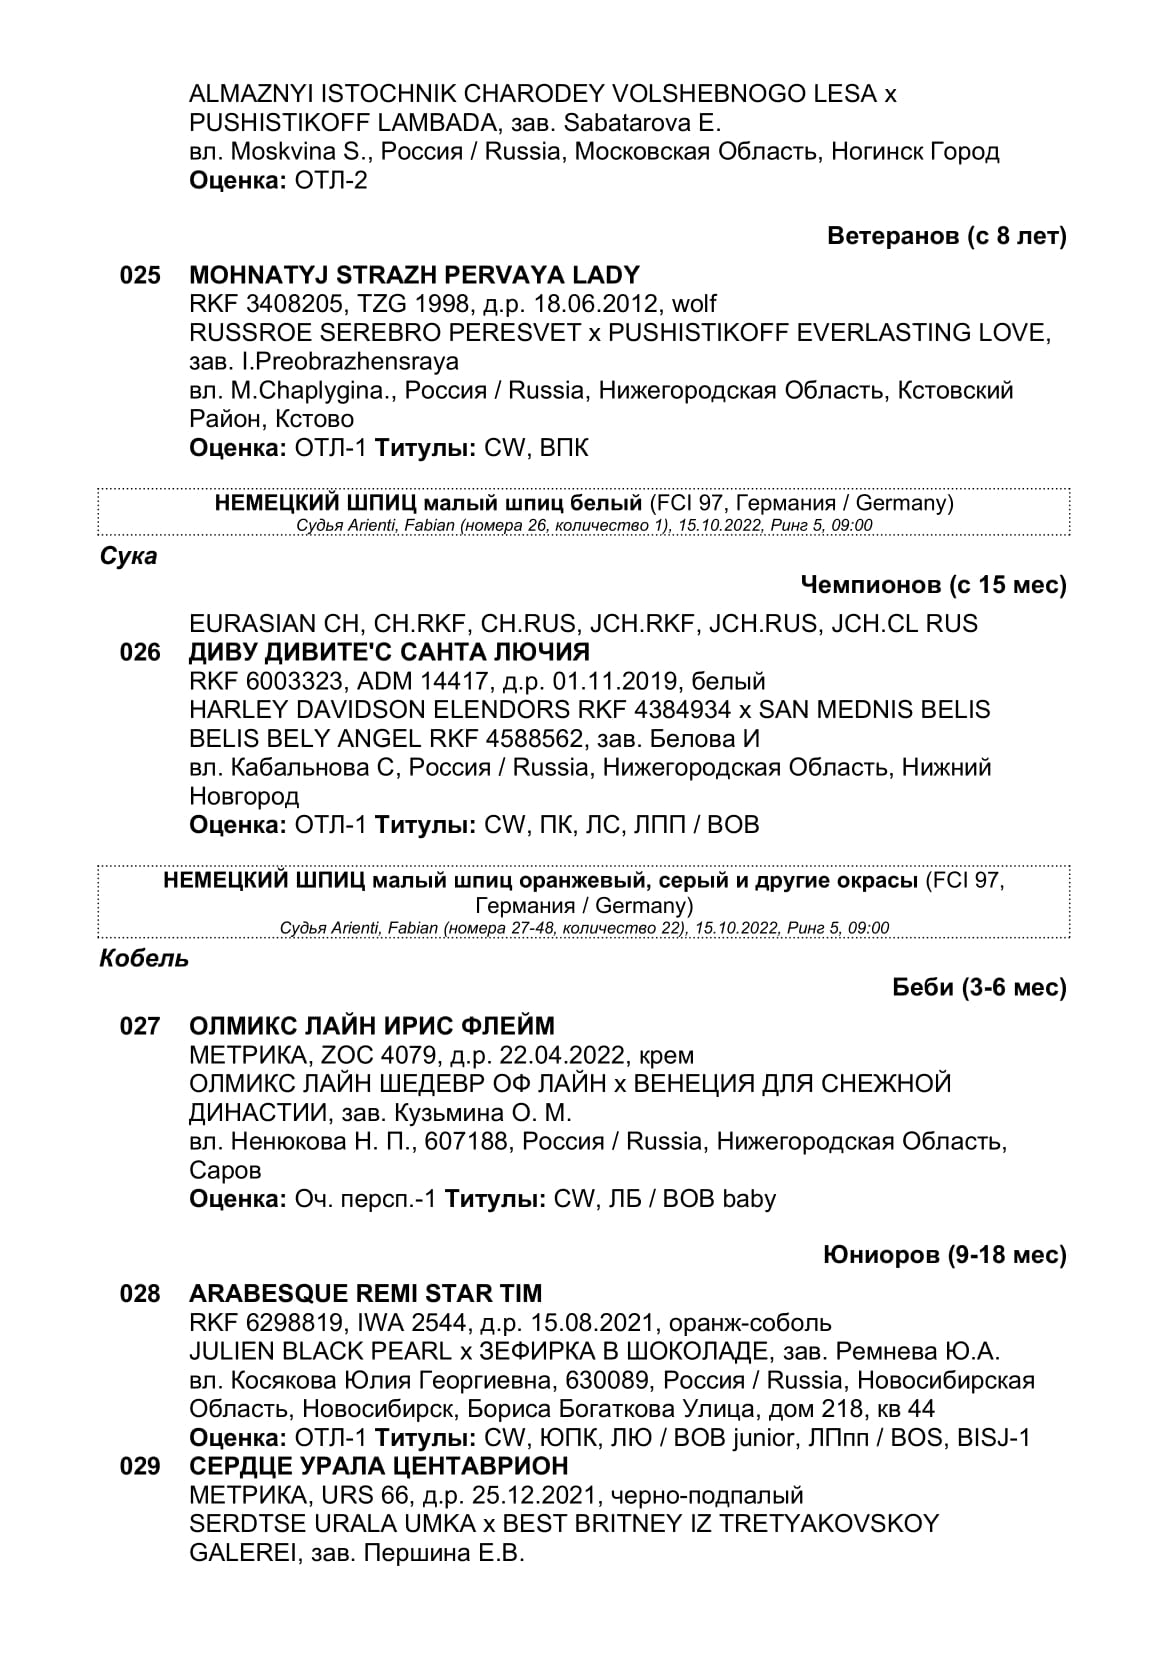 ALMAZNYI ISTOCHNIK CHARODEY VOLSHEBNOGO LESA x
PUSHISTIKOFF LAMBADA, зав. Sabatarova E.
вл. Moskvina S., Россия / Russia, Московская Область, Ногинск Город
Оценка: ОТЛ-2
Ветеранов (с 8 лет)
025 MOHNATYJ STRAZH PERVAYA LADY
RKF 3408205, TZG 1998, д.р. 18.06.2012, wolf
RUSSROE SEREBRO PERESVET x PUSHISTIKOFF EVERLASTING LOVE,
зав. I.Preobrazhensraya
вл. M.Chaplygina., Россия / Russia, Нижегородская Область, Кстовский
Район, Кстово
Оценка: ОТЛ-1 Титулы: CW, ВПК
НЕМЕЦКИЙ ШПИЦ малый шпиц белый (FCI 97, Германия / Germany)
Судья Arienti, Fabian (номера 26, количество 1), 15.10.2022, Ринг 5, 09:00
Сука
Чемпионов (с 15 мес)
EURASIAN CH, CH.RKF, CH.RUS, JCH.RKF, JCH.RUS, JCH.CL RUS
026 ДИВУ ДИВИТЕ'С САНТА ЛЮЧИЯ
RKF 6003323, ADM 14417, д.р. 01.11.2019, белый
HARLEY DAVIDSON ELENDORS RKF 4384934 x SAN MEDNIS BELIS
BELIS BELY ANGEL RKF 4588562, зав. Белова И
вл. Кабальнова С, Россия / Russia, Нижегородская Область, Нижний
Новгород
Оценка: ОТЛ-1 Титулы: CW, ПК, ЛС, ЛПП / BOB
НЕМЕЦКИЙ ШПИЦ малый шпиц оранжевый, серый и другие окрасы (FCI 97,
Германия / Germany)
Судья Arienti, Fabian (номера 27-48, количество 22), 15.10.2022, Ринг 5, 09:00
Кобель
Беби (3-6 мес)
027 ОЛМИКС ЛАЙН ИРИС ФЛЕЙМ
МЕТРИКА, ZOC 4079, д.р. 22.04.2022, крем
ОЛМИКС ЛАЙН ШЕДЕВР ОФ ЛАЙН x ВЕНЕЦИЯ ДЛЯ СНЕЖНОЙ
ДИНАСТИИ, зав. Кузьмина О. М.
вл. Ненюкова Н. П., 607188, Россия / Russia, Нижегородская Область,
Саров
Оценка: Оч. персп.-1 Титулы: CW, ЛБ / BOB baby
Юниоров (9-18 мес)
028 ARABESQUE REMI STAR TIM
RKF 6298819, IWA 2544, д.р. 15.08.2021, оранж-соболь
JULIEN BLACK PEARL x ЗЕФИРКА В ШОКОЛАДЕ, зав. Ремнева Ю.А.
вл. Косякова Юлия Георгиевна, 630089, Россия / Russia, Новосибирская
Область, Новосибирск, Бориса Богаткова Улица, дом 218, кв 44
Оценка: ОТЛ-1 Титулы: CW, ЮПК, ЛЮ / BOB junior, ЛПпп / BOS, BISJ-1
029 СЕРДЦЕ УРАЛА ЦЕНТАВРИОН
МЕТРИКА, URS 66, д.р. 25.12.2021, черно-подпалый
SERDTSE URALA UMKA x BEST BRITNEY IZ TRETYAKOVSKOY
GALEREI, зав. Першина Е.В.